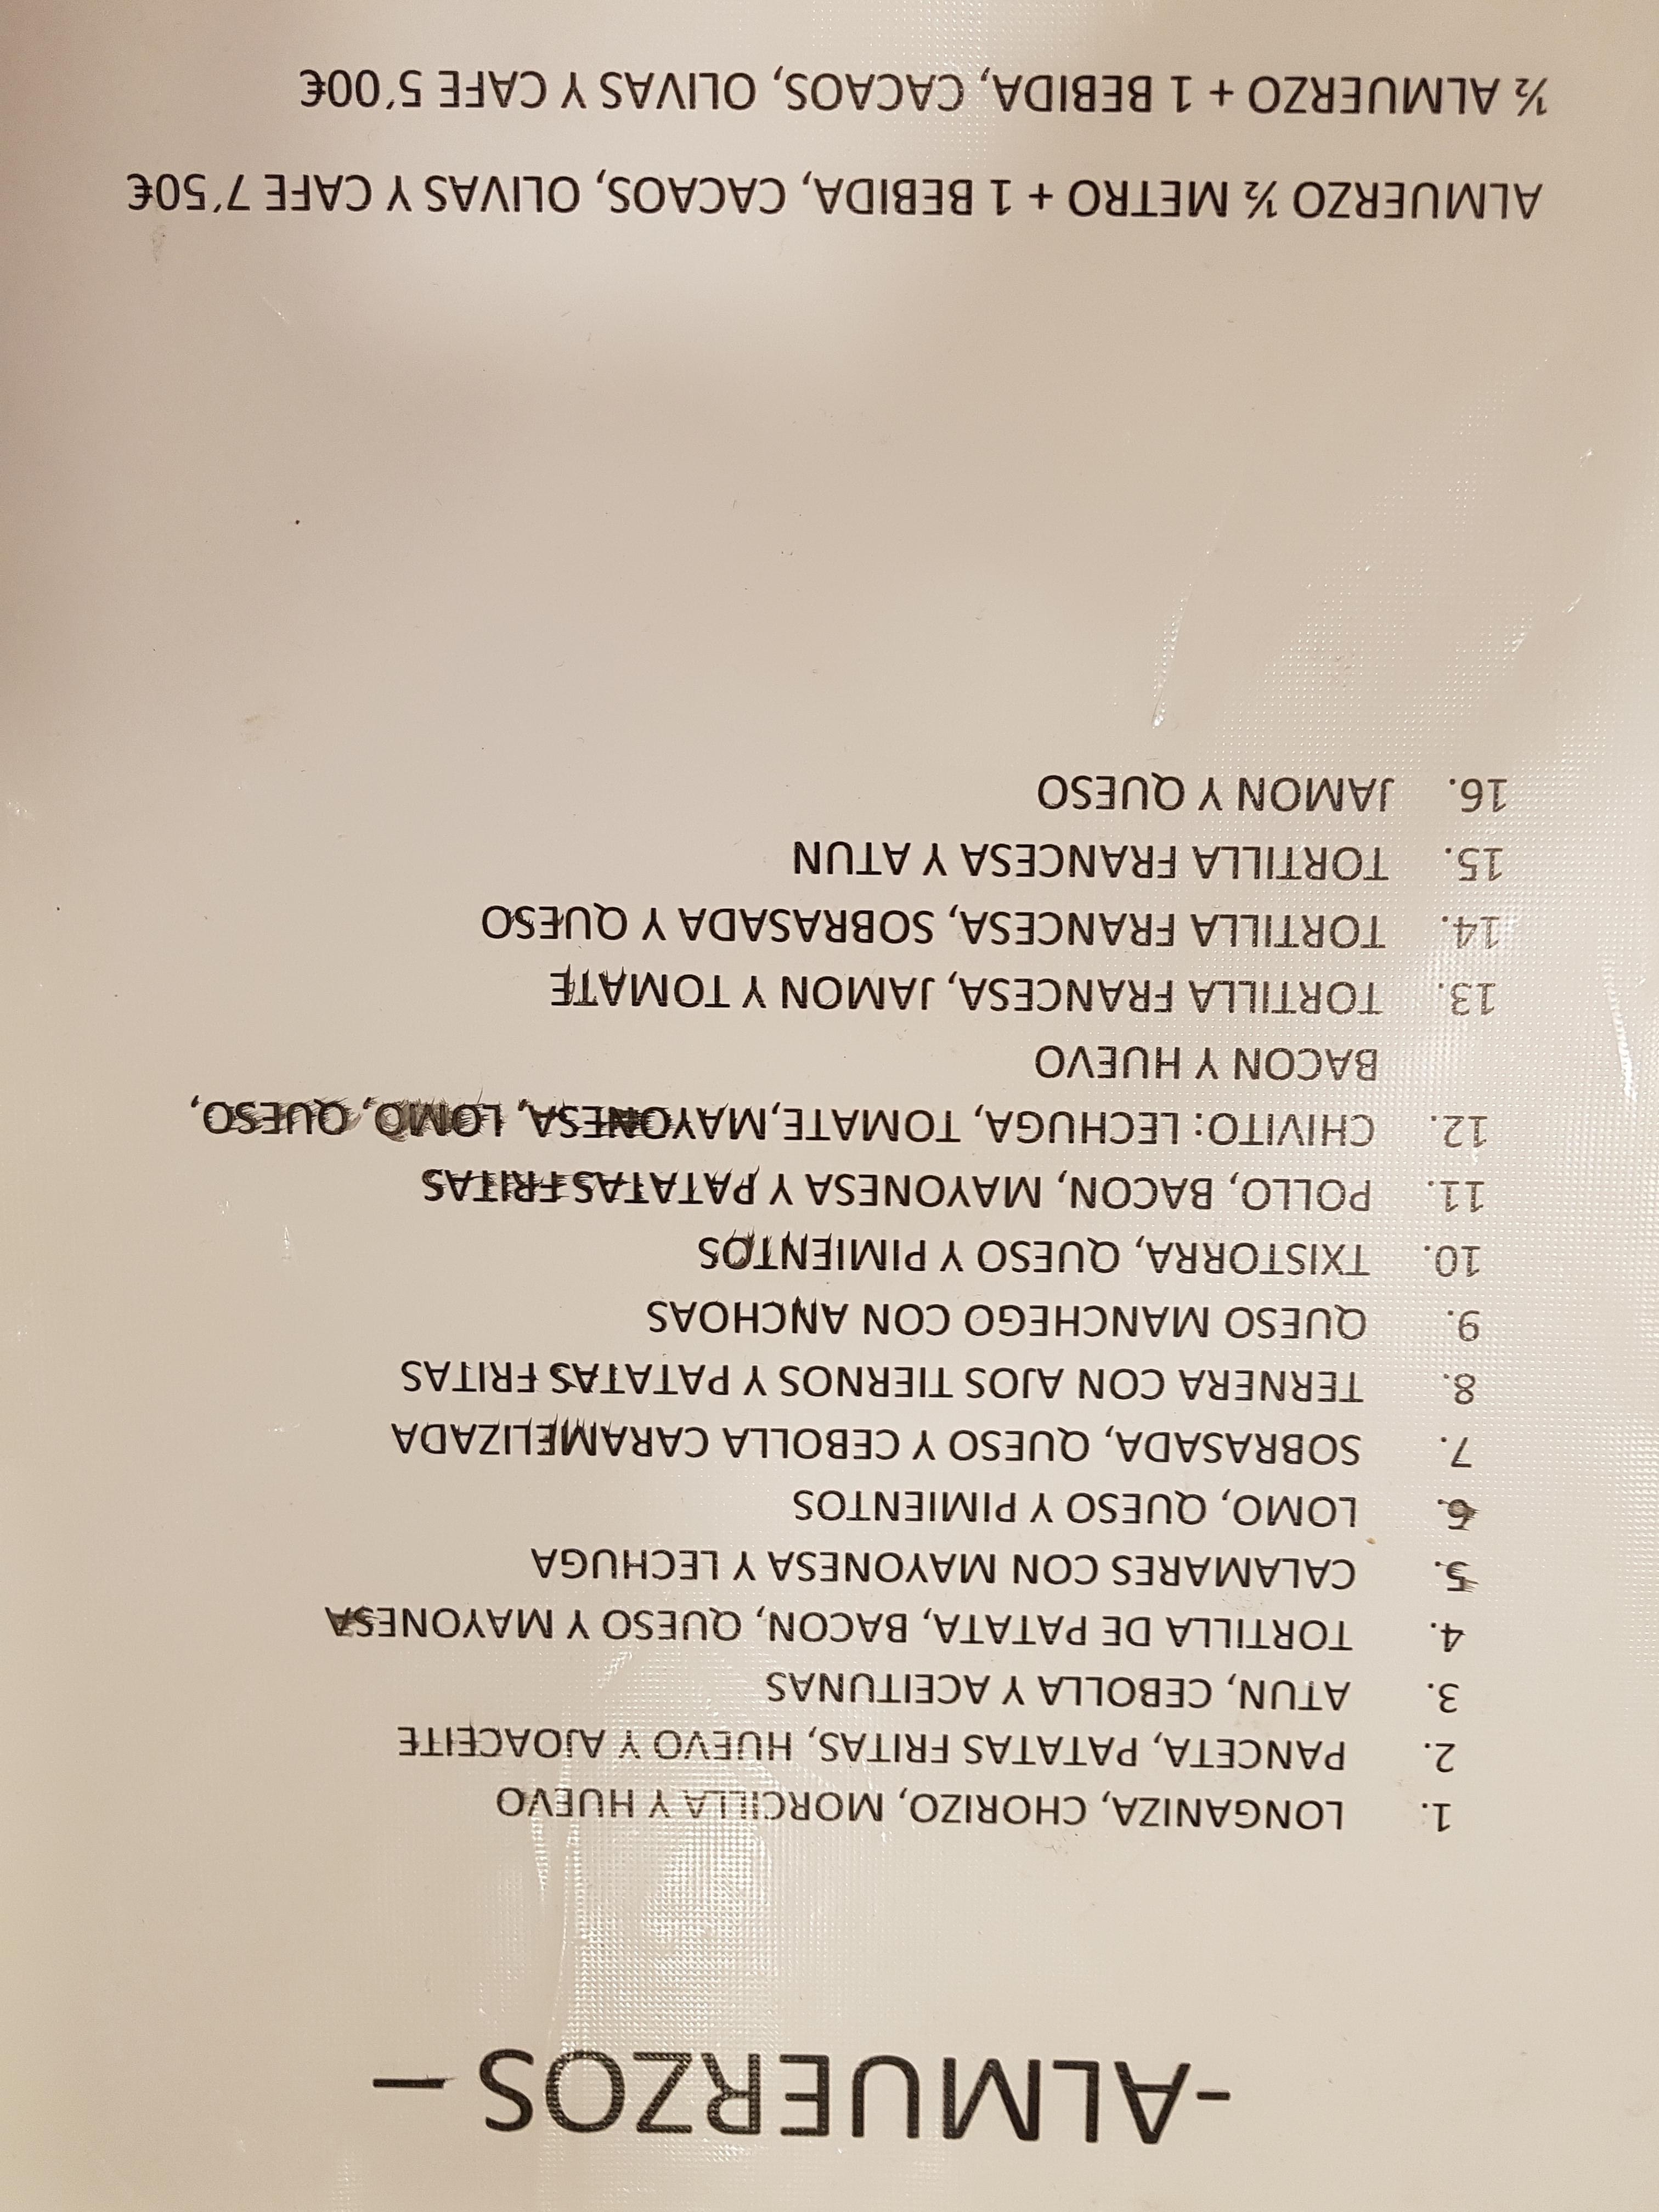 -ALMUERZOS –
1. LONGANIZA, CHORIZO, MORCILLA Y HUEVO
2. PANCETA, PATATAS FRITAS, HUEVO Y AJOACEITE
3. ATUN, CEBOLLA Y ACEITUNAS
4. TORTILLA DE PATATA, BACON, QUESO Y MAYONESA
5. CALAMARES CON MAYONESA Y LECHUGA
6. LOMO, QUESO Y PIMIENTOS
7. SOBRASADA, QUESO Y CEBOLLA CARAMELIZADA
8. TERNERA CON AJOS TIERNOS Y PATATAS FRITAS
9. QUESO MANCHEGO CON ANCHOAS
10. TXISTORRA, QUESO Y PIMIENTOS
11. POLLO, BACON, MAYONESA Y PATATAS FRITAS
12. CHIVITO: LECHUGA, TOMATE,MAYONESA, LOMO, QUESO,
BACON Y HUEVO
13. TORTILLA FRANCESA, JAMON Y TOMATE
14. TORTILLA FRANCESA, SOBRASADA Y QUESO
15. TORTILLA FRANCESA Y ATUN
16. JAMON Y QUESO
ALMUERZO ½ METRO + 1 BEBIDA, CACAOS, OLIVAS Y CAFE 7´50€
½ ALMUERZO + 1 BEBIDA, CACAOS, OLIVAS Y CAFE 5´00€